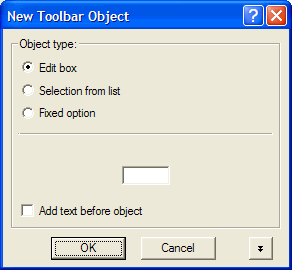 New Toolbar Object
Object type:
Edit box
Selection from list
Fixed option
Add text before object
OK Cancel